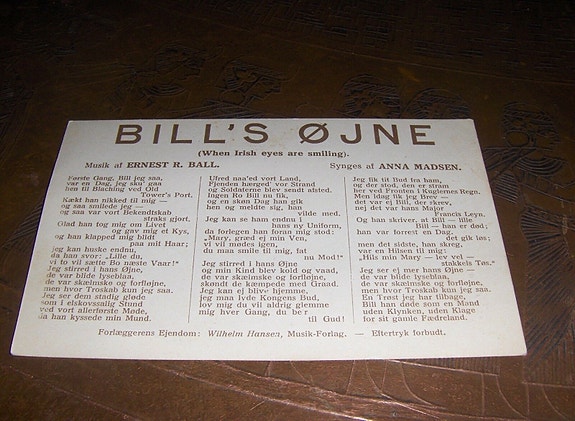 BILL'S ØJNE
(When Irish eyes are smiling).
Musik af ERNEST R. BALL.
Synges af ANNA MADSEN.
Første Gang, Bill jeg saa,
var en Dag, jeg sku' gaa
hen til Blaching ved Old
Tower's Port.
Kækt han nikked til mig —
og saa smilede jeg —
og saa var vort Bekendtskab
straks gjort.
Glad han tog mig om Livet
og gav mig et Kys,
og han klapped mig blidt
paa mit Haar;
jeg kan huske endnu,
da han svor: "Lille du,
vi to vil sætte Bo næste Vaar!"
Jeg stirred i hans Øjne,
de var bilde lyseblaa.
de var skælmske og forfløjne,
men hvor Troskab kun jeg saa.
Jeg ser dem stadig gløde
som i elskovssalig Stund
ved vort allerførste Møde,
da han kyssede min Mund.
Ufred naa'ed vort Land,
Fjenden hærged' vor Strand
og Soldaterne blev sendt afsted.
Ingen Ro Bill nu fik,
og en skøn Dag han gik
hen og meldte sig, han
vilde med.
Jeg kan se ham endnu i
hans ny Uniform,
da forlegen han foran mig stod:
„Mary, græd ej min Ven,
vi vil mødes igen,
du maa smile til mig, fat
nu Mod!"
Jeg stirred i hans Øjne
og min Kind blev kold og vaad,
de var skælmske og forfløjne,
skøndt de kæmpede med Graad.
Jeg kan ej bliv hjemme,
jeg maa lyde Kongens Bud,
lov mig du vil aldrig glemme
mig hver Gang, du be'r
til Gud!
Jeg fik tit Bud fra ham,
og der stod, den er stram
her ved Fronten i Kuglernes Regn.
Men idag fik jeg Brev —
det var ej Bill, der skrev,
nej det var hans Major
Francis Leyn.
Og han skriver, at Bill — lille
Bill — han er død;
han var forrest en Dag,
det gik løs;
men det sidste, han skreg,
var en Hilsen til mig:
„Hils min Mary — lev vel —
stakkels Tøs."
Jeg ser ej mer hans Øjne —
de var bilde lyseblaa,
de var skælmske og forfløjne,
men hvor Troskab kun jeg saa.
En Trøst jeg har tilbage,
Bill han døde som en Mand
uden Klynken, uden Klage
for sit gamle Fædreland.
Forlæggerens Ejendom: Wilhelm Hansen, Musik-Forlag. — Eftertryk forbudt.